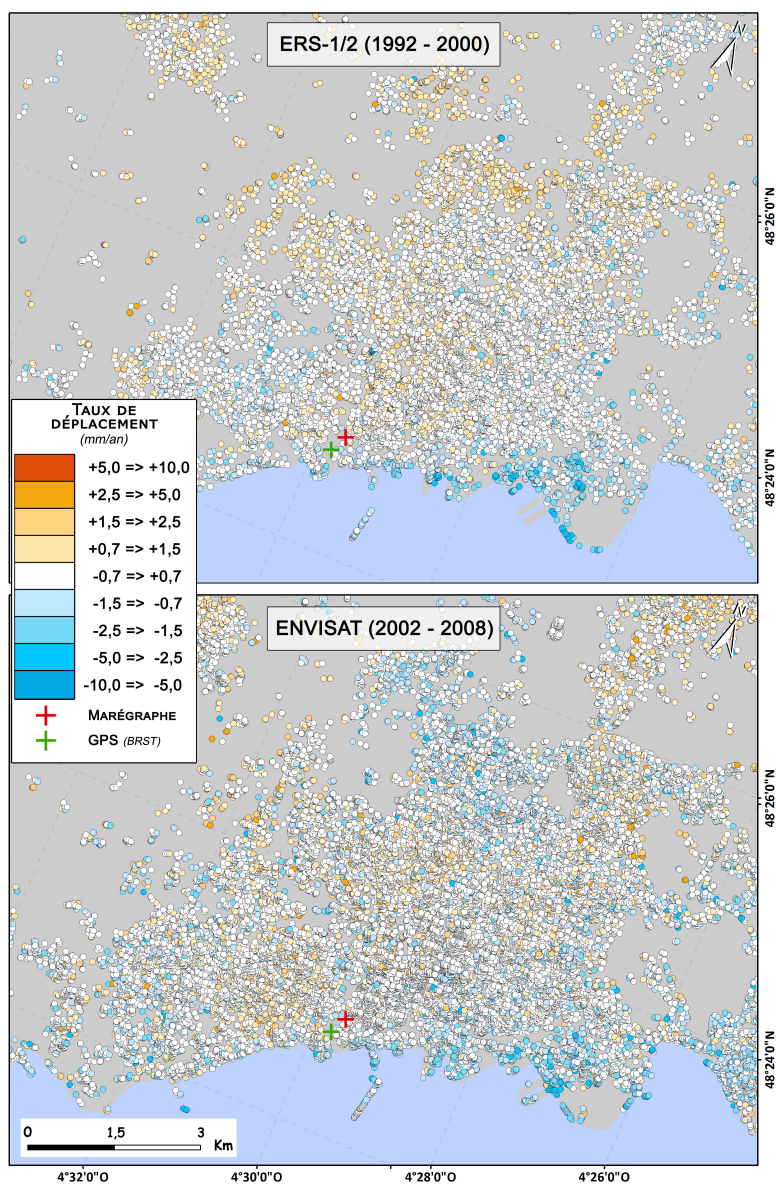 ERS-1/2 (1992 - 2000)
N
48°26'0"N
48°24'0"N
TAUX DE
DÉPLACEMENT
(mm/an)
+5,0 => +10,0
+2,5 => +5,0
+1,5 => +2,5
+0,7 => +1,5
-0,7 => +0,7
-1,5 => -0,7
-2,5 => -1,5
-5,0 => -2,5
-10,0 => -5,0
MARÉGRAPHE
GPS (BRST)
ENVISAT (2002 - 2008)
N
48°26'0"N
48°24'0"N
0 1,5 3
Km
4°32'0"O 4°30'0"O 4°28'0"O 4°26'0"O